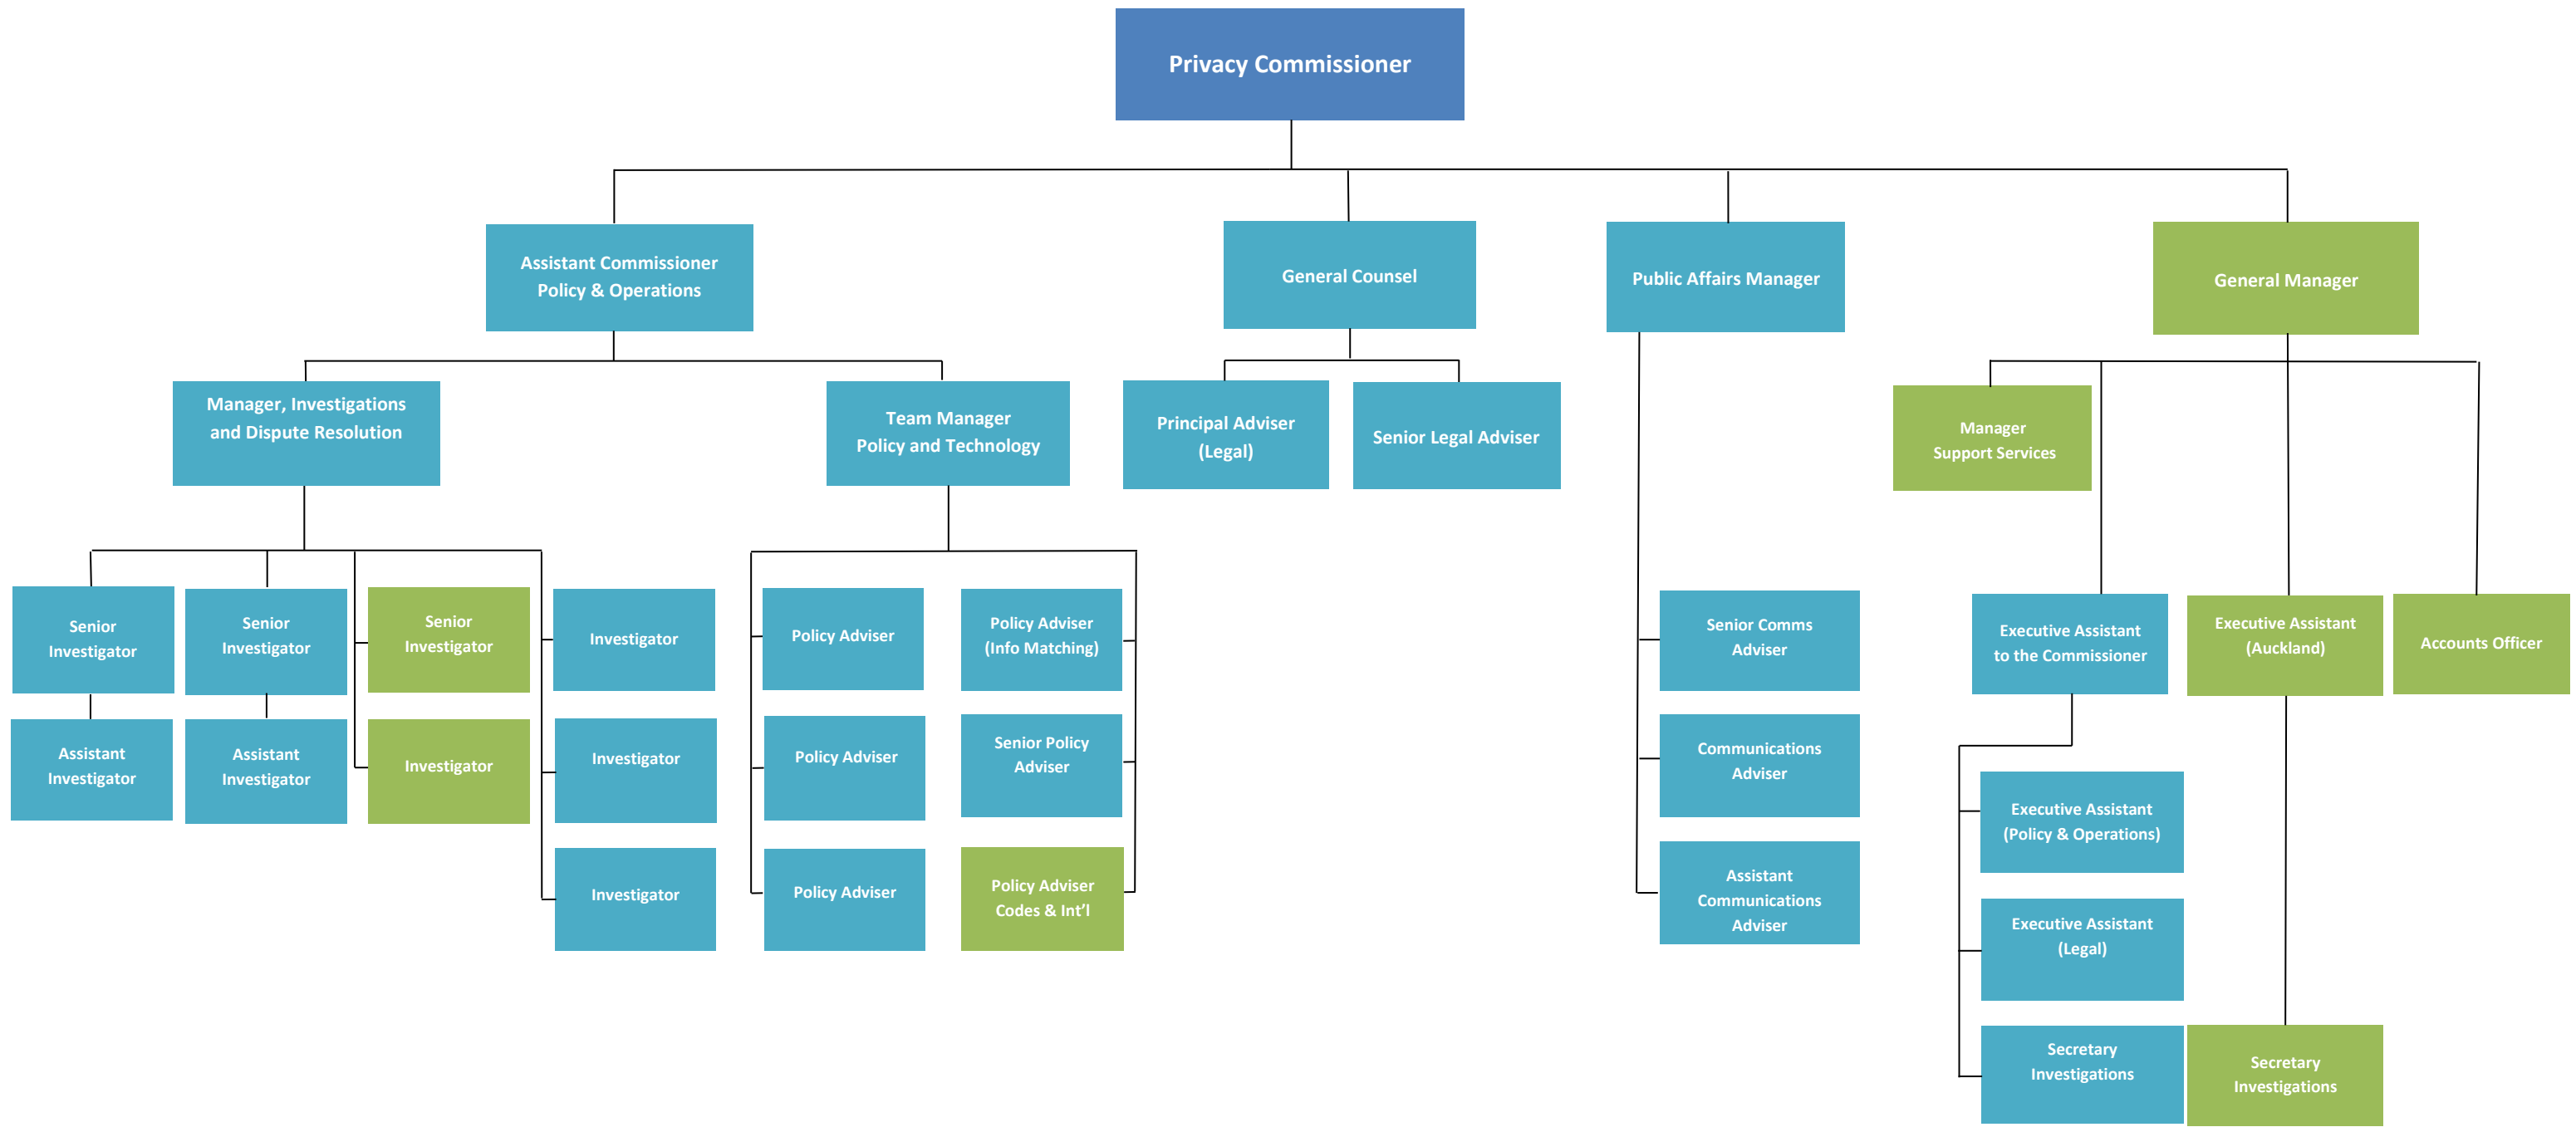 Privacy Commissioner
Assistant Commissioner
Policy & Operations
General Counsel
Public Affairs Manager
General Manager
Manager, Investigations
and Dispute Resolution
Team Manager
Policy and Technology
Principal Adviser
(Legal)
Senior Legal Adviser
Manager
Support Services
Senior
Investigator
Senior
Investigator
Senior
Investigator
Investigator
Policy Adviser
Policy Adviser
(Info Matching)
Senior Comms
Adviser
Executive Assistant
to the Commissioner
Executive Assistant
(Auckland)
Accounts Officer
Assistant
Investigator
Assistant
Investigator
Investigator
Investigator
Policy Adviser
Senior Policy
Adviser
Communications
Adviser
Executive Assistant
(Policy & Operations)
Investigator
Policy Adviser
Policy Adviser
Codes & Int’l
Assistant
Communications
Adviser
Executive Assistant
(Legal)
Secretary
Investigations
Secretary
Investigations